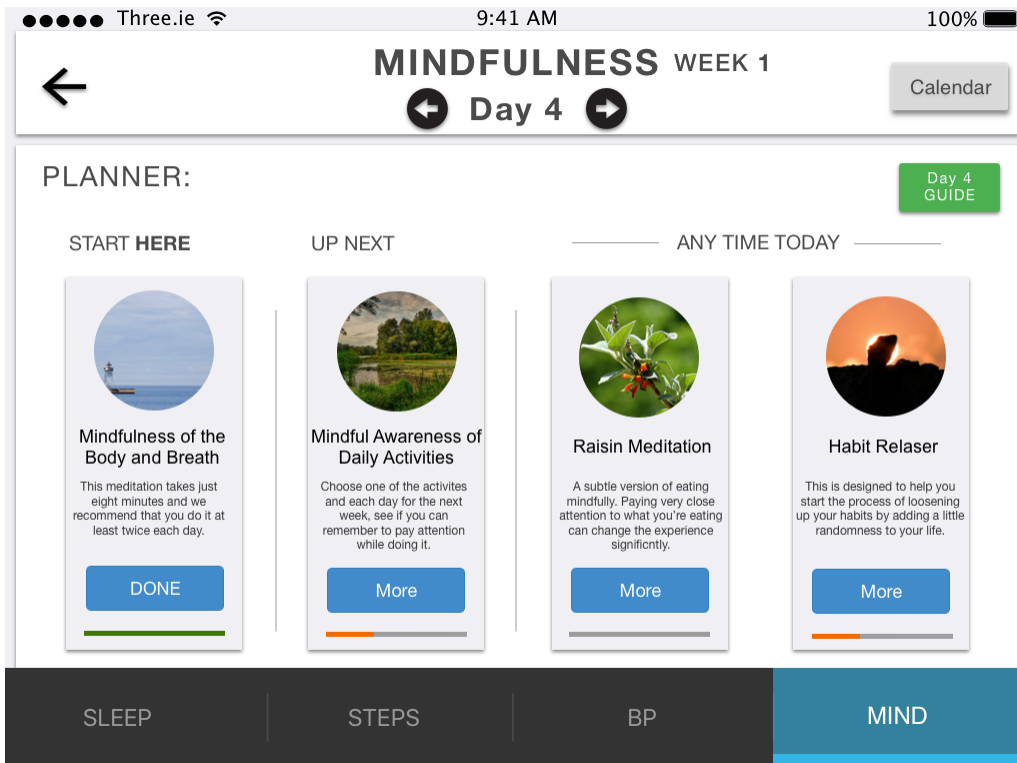 Three.ie
9:41 AM
100%
MINDFULNESS WEEK 1
Day 4
Calendar
PLANNER:
Day 4
GUIDE
START HERE
UP NEXT
ANY TIME TODAY
Mindfulness of the
Body and Breath
This meditation takes just
eight minutes and we
recommend that you do it at
least twice each day.
DONE
Mindful Awareness of
Daily Activities
Choose one of the activites
and each day for the next
week, see if you can
remember to pay attention
while doing it.
More
Raisin Meditation
A subtle version of eating
mindfully. Paying very close
attention to what you're eating
can change the experience
significntly.
More
Habit Relaser
This is designed to help you
start the process of loosening
up your habits by adding a little
randomness to your life.
More
SLEEP
STEPS
BP
MIND